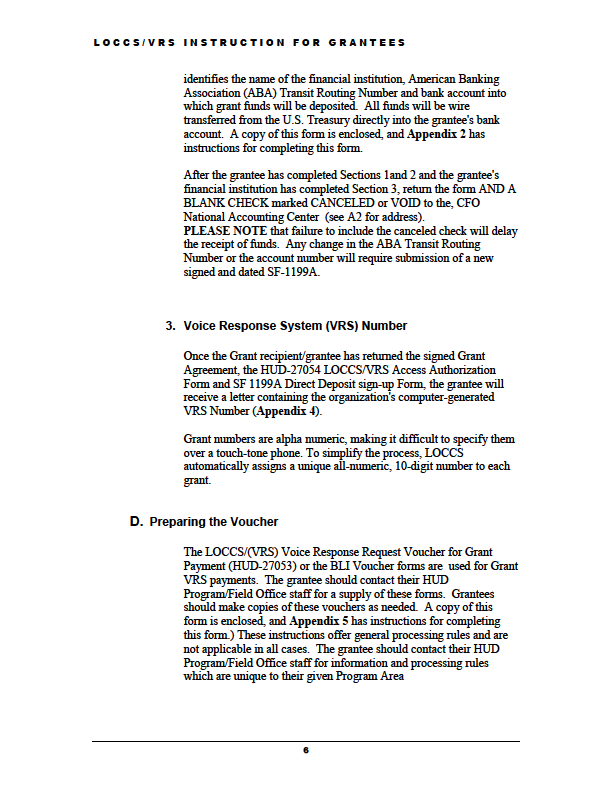 LOCCS/VRS INSTRUCTION FOR GRANTEES
identifies the name of the financial institution, American Banking
Association (ABA) Transit Routing Number and bank account into
which grant funds will be deposited. All funds will be wire
transferred from the U.S. Treasury directly into the grantee's bank
account. A copy of this form is enclosed, and Appendix 2 has
instructions for completing this form.
After the grantee has completed Sections 1and 2 and the grantee's
financial institution has completed Section 3, return the form AND A
BLANK CHECK marked CANCELED or VOID to the, CFO
National Accounting Center (see A2 for address).
PLEASE NOTE that failure to include the canceled check will delay
the receipt of funds. Any change in the ABA Transit Routing
Number or the account number will require submission of a new
signed and dated SF-1199A.
3. Voice Response System (VRS) Number
Once the Grant recipient/grantee has returned the signed Grant
Agreement, the HUD-27054 LOCCS/VRS Access Authorization
Form and SF 1199A Direct Deposit sign-up Form, the grantee will
receive a letter containing the organization's computer-generated
VRS Number (Appendix 4).
Grant numbers are alpha numeric, making it difficult to specify them
over a touch-tone phone. To simplify the process, LOCCS
automatically assigns a unique all-numeric, 10-digit number to each
grant.
D. Preparing the Voucher
The LOCCS/(VRS) Voice Response Request Voucher for Grant
Payment (HUD-27053) or the BLI Voucher forms are used for Grant
VRS payments. The grantee should contact their HUD
Program/Field Office staff for a supply of these forms. Grantees
should make copies of these vouchers as needed. A copy of this
form is enclosed, and Appendix 5 has instructions for completing
this form.) These instructions offer general processing rules and are
not applicable in all cases. The grantee should contact their HUD
Program/Field Office staff for information and processing rules
which are unique to their given Program Area
6